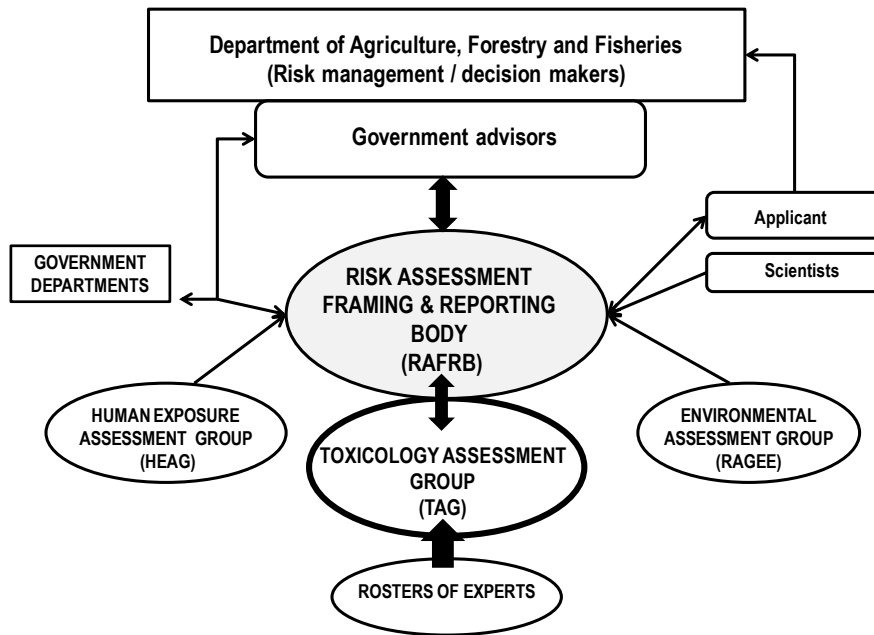 Department of Agriculture, Forestry and Fisheries
(Risk management / decision makers)
Government advisors
Applicant
Scientists
GOVERNMENT
DEPARTMENTS
RISK ASSESSMENT
FRAMING & REPORTING
BODY
(RAFRB)
HUMAN EXPOSURE
ASSESSMENT GROUP
(HEAG)
TOXICOLOGY ASSESSMENT
GROUP
(TAG)
ENVIRONMENTAL
ASSESSMENT GROUP
(RAGEE)
ROSTERS OF EXPERTS